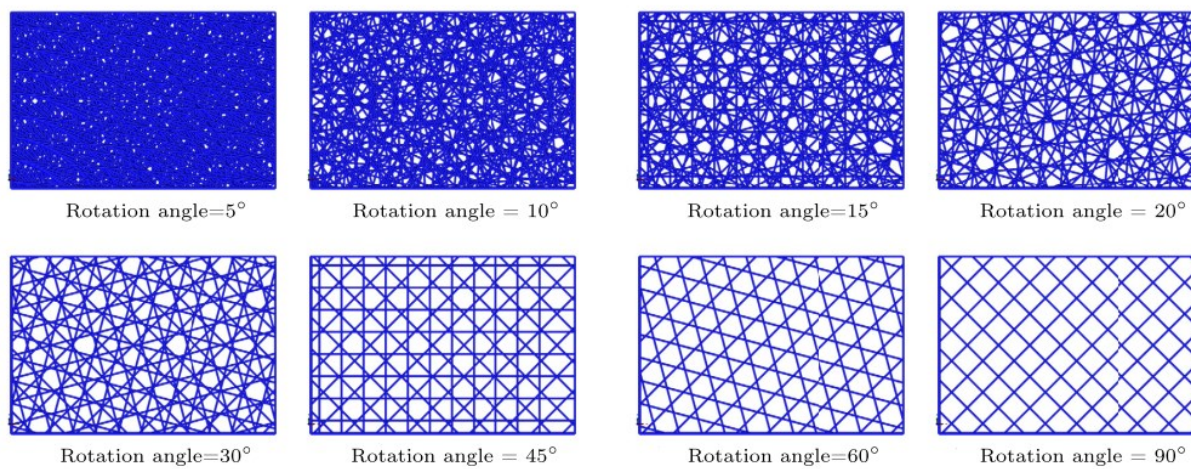 Rotation angle=5°
Rotation angle = 10°
Rotation angle=15°
Rotation angle = 20°
Rotation angle=30°
Rotation angle = 45°
Rotation angle=60°
Rotation angle = 90°